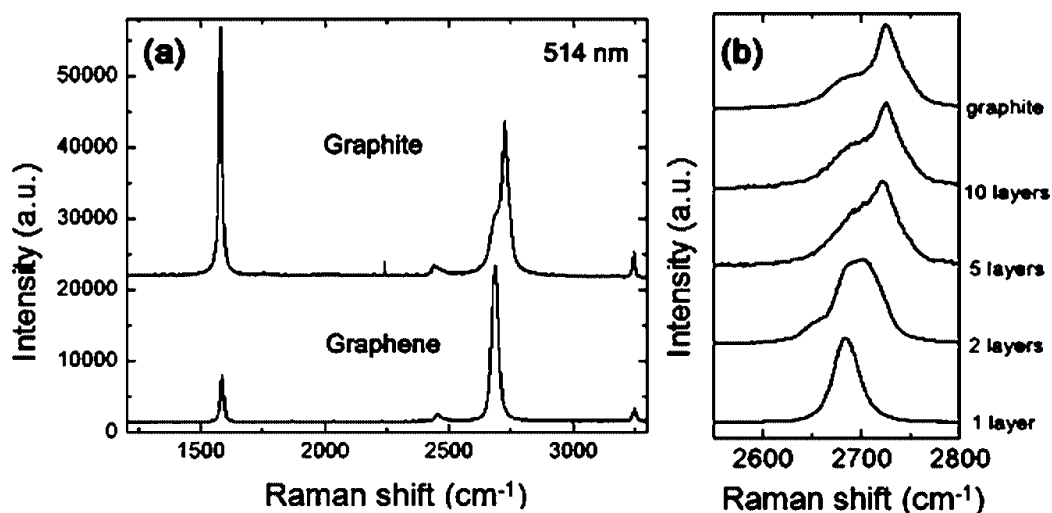 (a)
514 nm
Graphite
Graphene
Intensity (a.u.)
50000
40000
30000
20000
10000
0
1500
2000
2500
3000
Raman shift (cm-1)
(b)
graphite
10 layers
5 layers
2 layers
1 layer
Intensity (a.u.)
2600
2700
2800
Raman shift (cm-1)